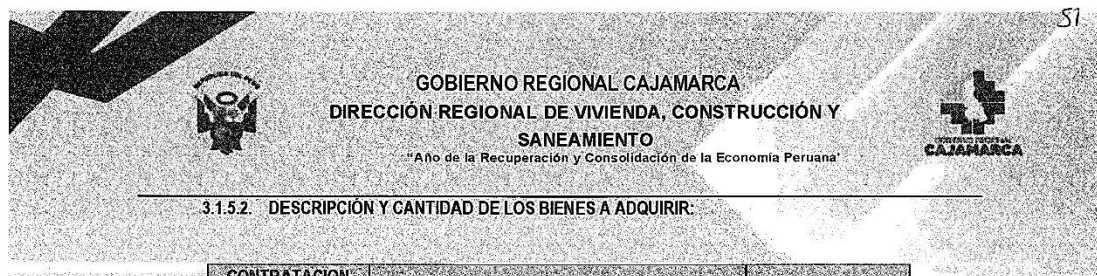 51
GOBIERNO REGIONAL CAJAMARCA
DIRECCIÓN REGIONAL DE VIVIENDA, CONSTRUCCIÓN Y
SANEAMIENTO
"Año de la Recuperación y Consolidación de la Economía Peruana'
CAJAMARCA
3.1.5.2. DESCRIPCIÓN Y CANTIDAD DE LOS BIENES A ADQUIRIR:
CONTRATACION